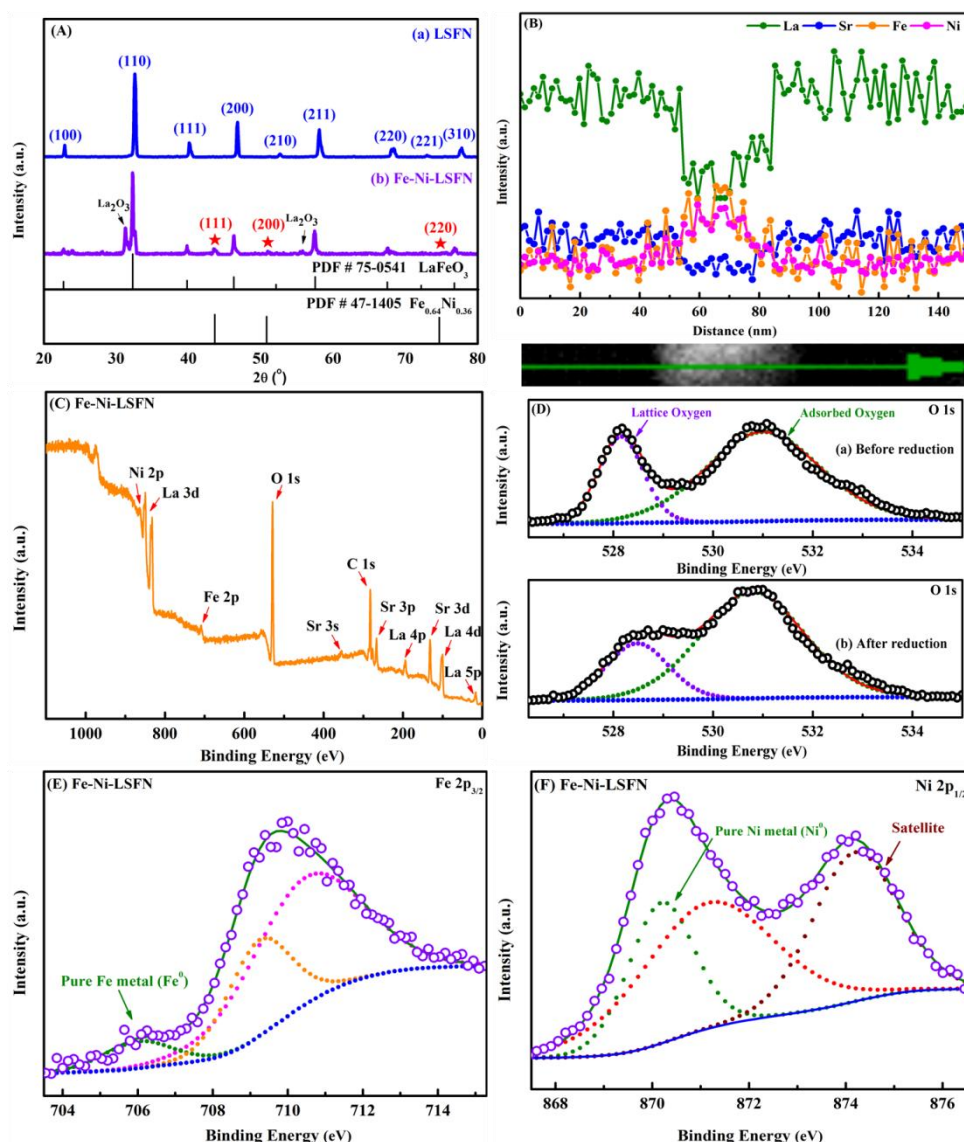 (A)
(a) LSFN
(100)
(110)
(111)
(200)
(210)
(211)
(220)
(221)
(310)
(b) Fe-Ni-LSFN
La₂O₃
(111)
(200)
La₂O₃
(220)
PDF # 75-0541 LaFeO₃
PDF # 47-1405 Fe₀.₆₄Ni₀.₃₆
20 30 40 50 60 70 80
2θ (°)
Intensity (a.u.)
(B)
La Sr Fe Ni
Intensity (a.u.)
0 20 40 60 80 100 120 140
Distance (nm)
(C) Fe-Ni-LSFN
Ni 2p
La 3d
Fe 2p
O 1s
Sr 3s
C 1s
Sr 3p
La 4p
Sr 3d
La 4d
La 5p
Intensity (a.u.)
1000 800 600 400 200 0
Binding Energy (eV)
(D)
O 1s
Lattice Oxygen
Adsorbed Oxygen
(a) Before reduction
Intensity (a.u.)
528 530 532 534
Binding Energy (eV)
O 1s
(b) After reduction
Intensity (a.u.)
528 530 532 534
Binding Energy (eV)
(E) Fe-Ni-LSFN
Fe 2p₃/₂
Pure Fe metal (Fe⁰)
Intensity (a.u.)
704 706 708 710 712 714
Binding Energy (eV)
(F) Fe-Ni-LSFN
Ni 2p₁/₂
Pure Ni metal (Ni⁰)
Satellite
Intensity (a.u.)
868 870 872 874 876
Binding Energy (eV)